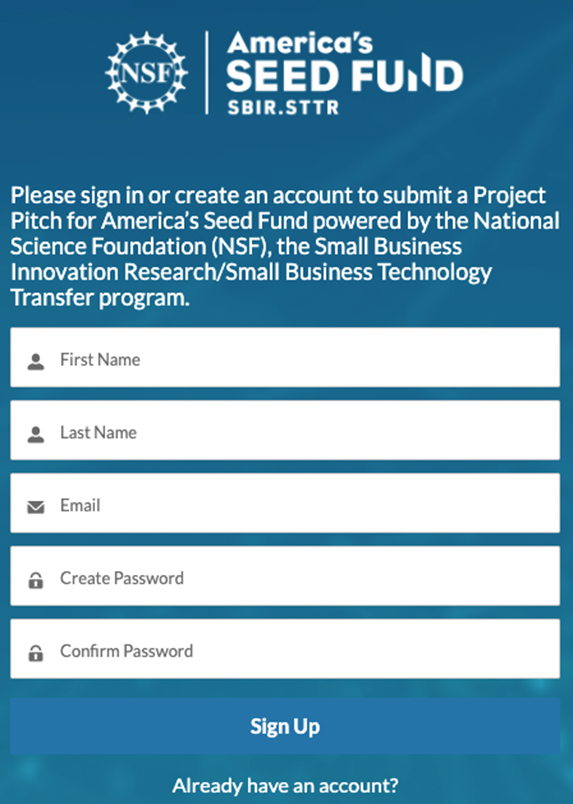 NSF
America's
SEED FUND
SBIR.STTR
Please sign in or create an account to submit a Project
Pitch for America's Seed Fund powered by the National
Science Foundation (NSF), the Small Business
Innovation Research/Small Business Technology
Transfer program.
First Name
Last Name
Email
Create Password
Confirm Password
Sign Up
Already have an account?